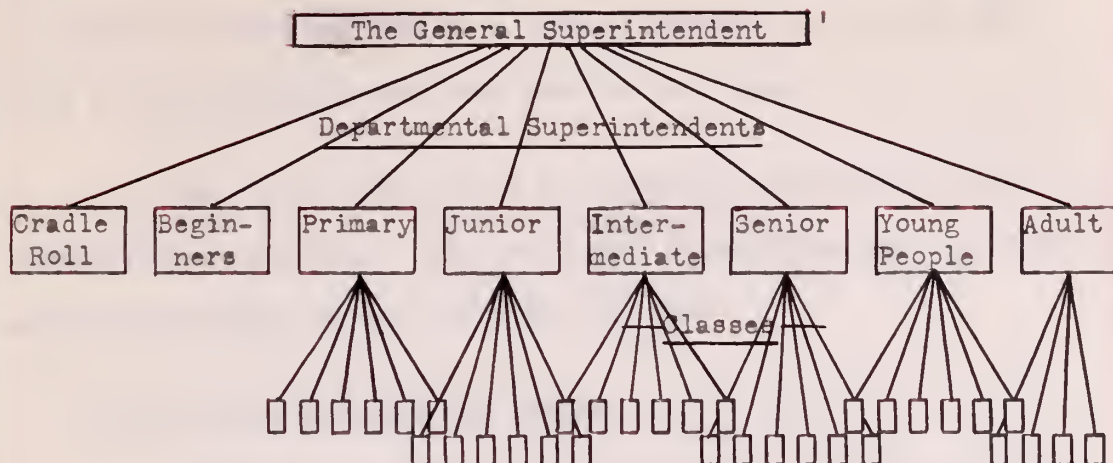 The General Superintendent
Departmental Superintendents
Cradle Roll
Begin-
ners
Primary
Junior
Inter-
mediate
Senior
Young
People
Adult
Classes